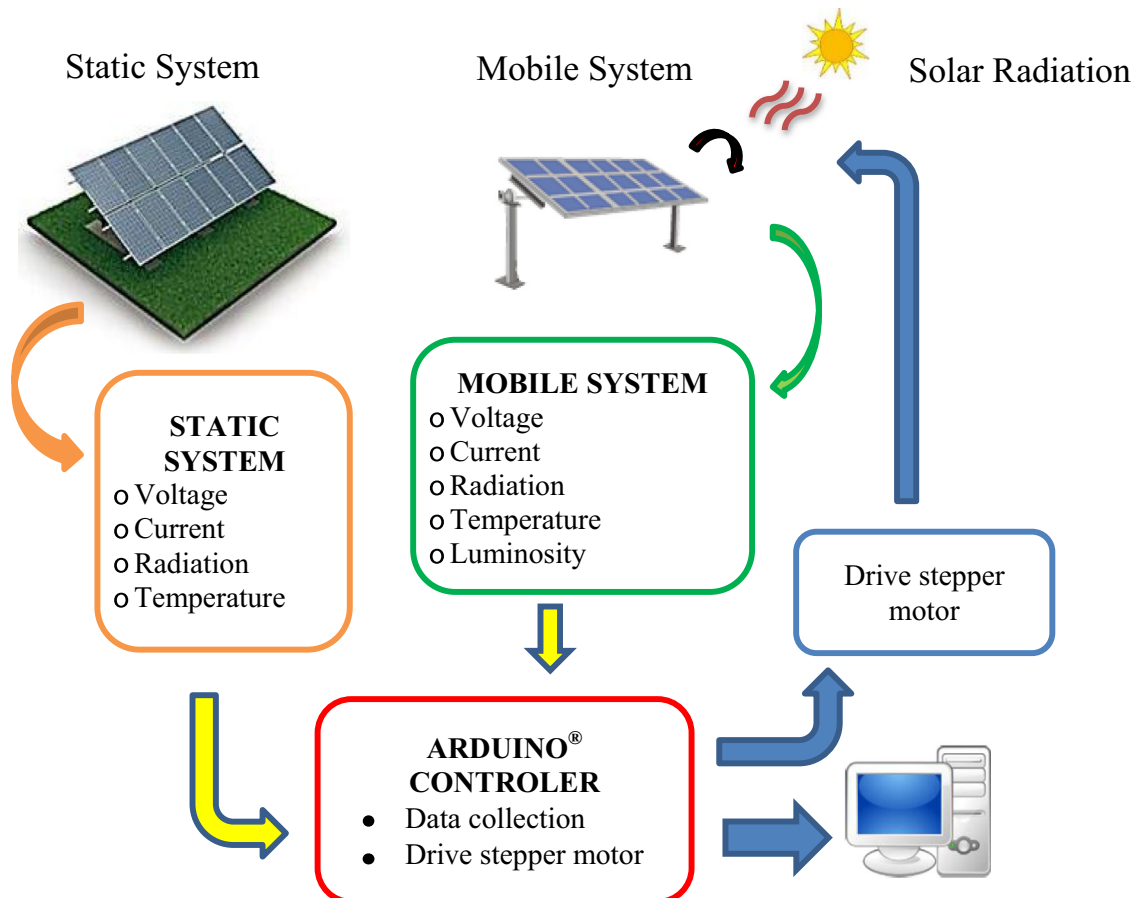 Static System
Mobile System
Solar Radiation
STATIC
SYSTEM
o Voltage
o Current
o Radiation
o Temperature
MOBILE SYSTEM
o Voltage
o Current
o Radiation
o Temperature
o Luminosity
Drive stepper
motor
ARDUINO®
CONTROLER
• Data collection
• Drive stepper motor